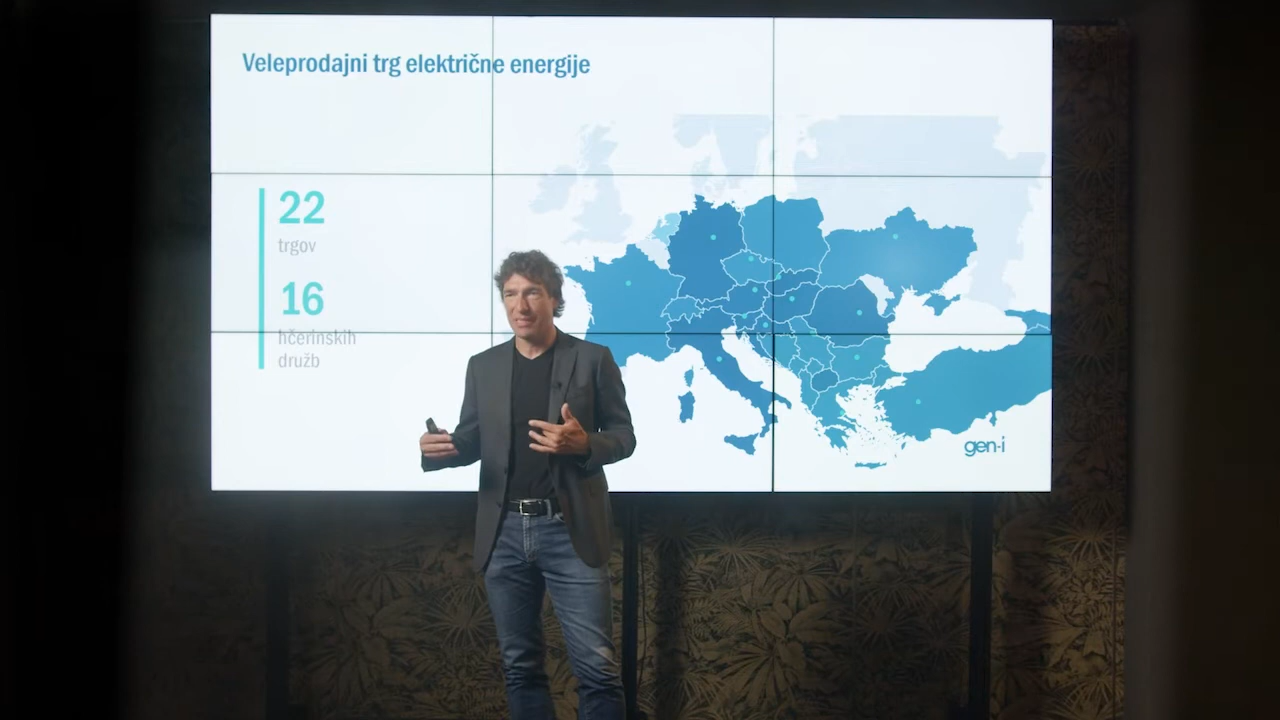 Veleprodajni trg električne energije
22
trgov
16
hčerinskih
družb
gen-i